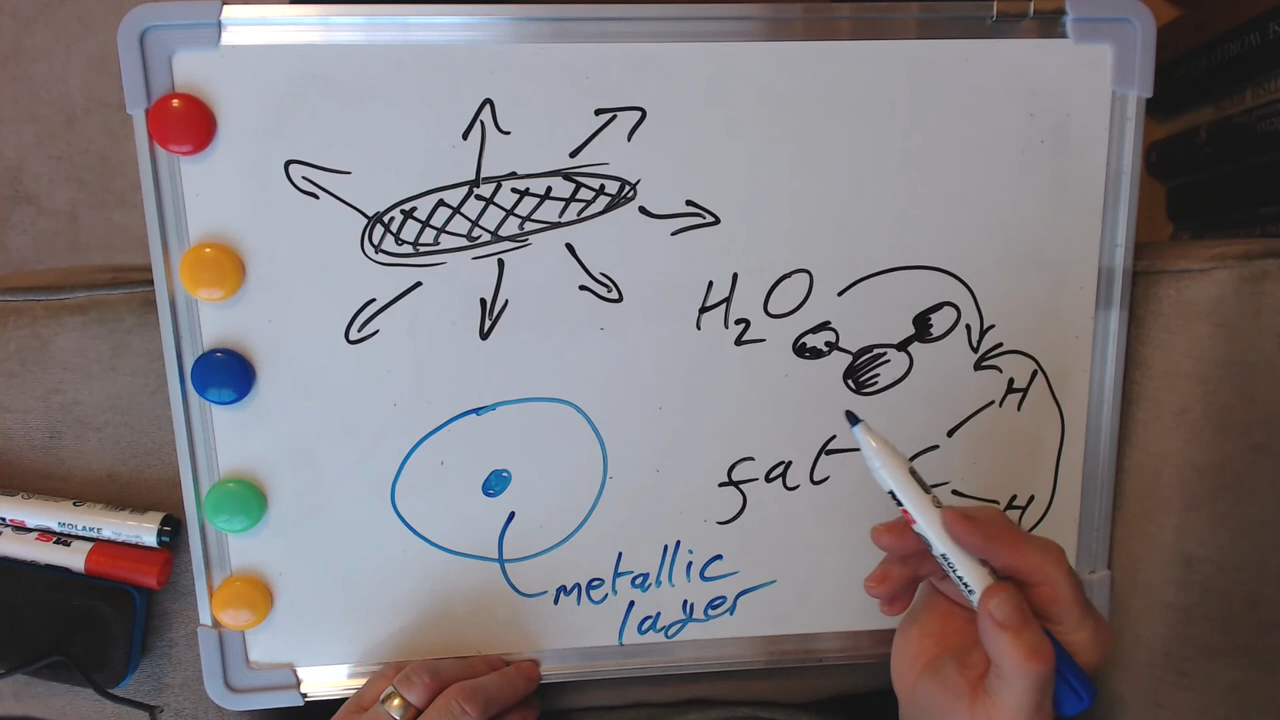 H₂O
H
fat
H
metallic
layer
MOLAKE
MOLAKE